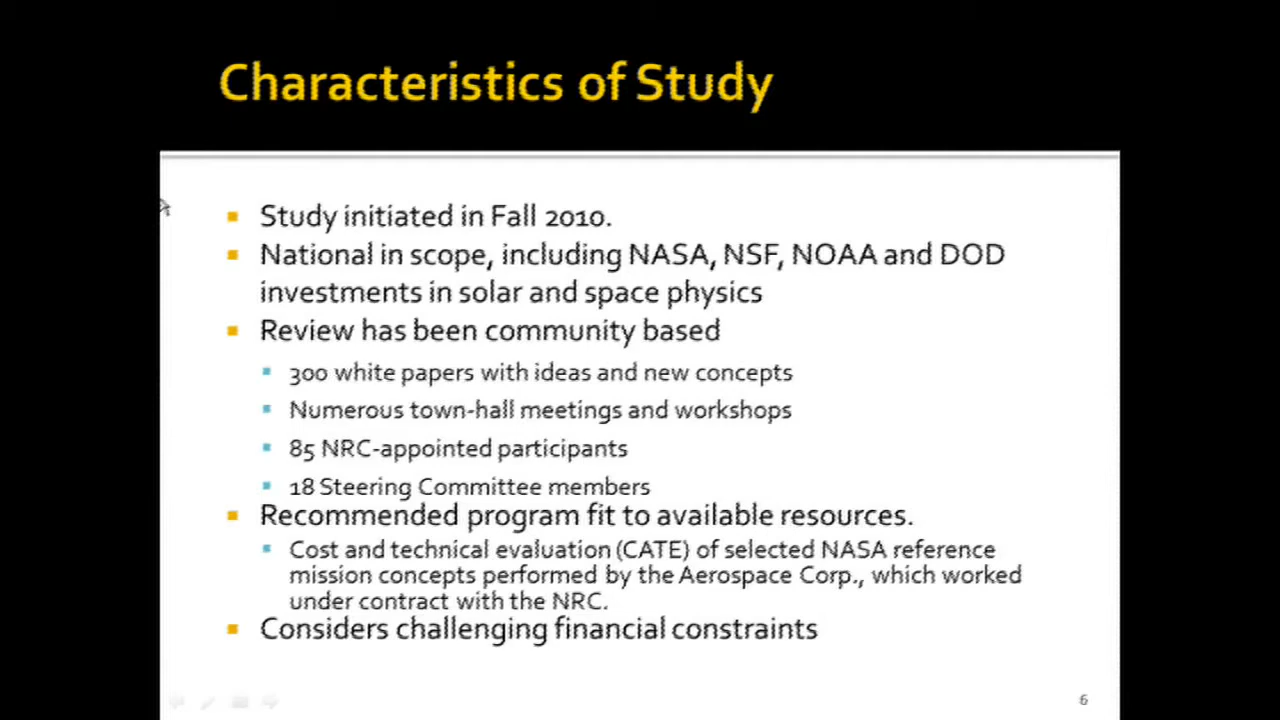 Characteristics of Study
Study initiated in Fall 2010.
National in scope, including NASA, NSF, NOAA and DOD
investments in solar and space physics
Review has been community based
300 white papers with ideas and new concepts
Numerous town-hall meetings and workshops
85 NRC-appointed participants
18 Steering Committee members
Recommended program fit to available resources.
Cost and technical evaluation (CATE) of selected NASA reference
mission concepts performed by the Aerospace Corp., which worked
under contract with the NRC.
Considers challenging financial constraints
6